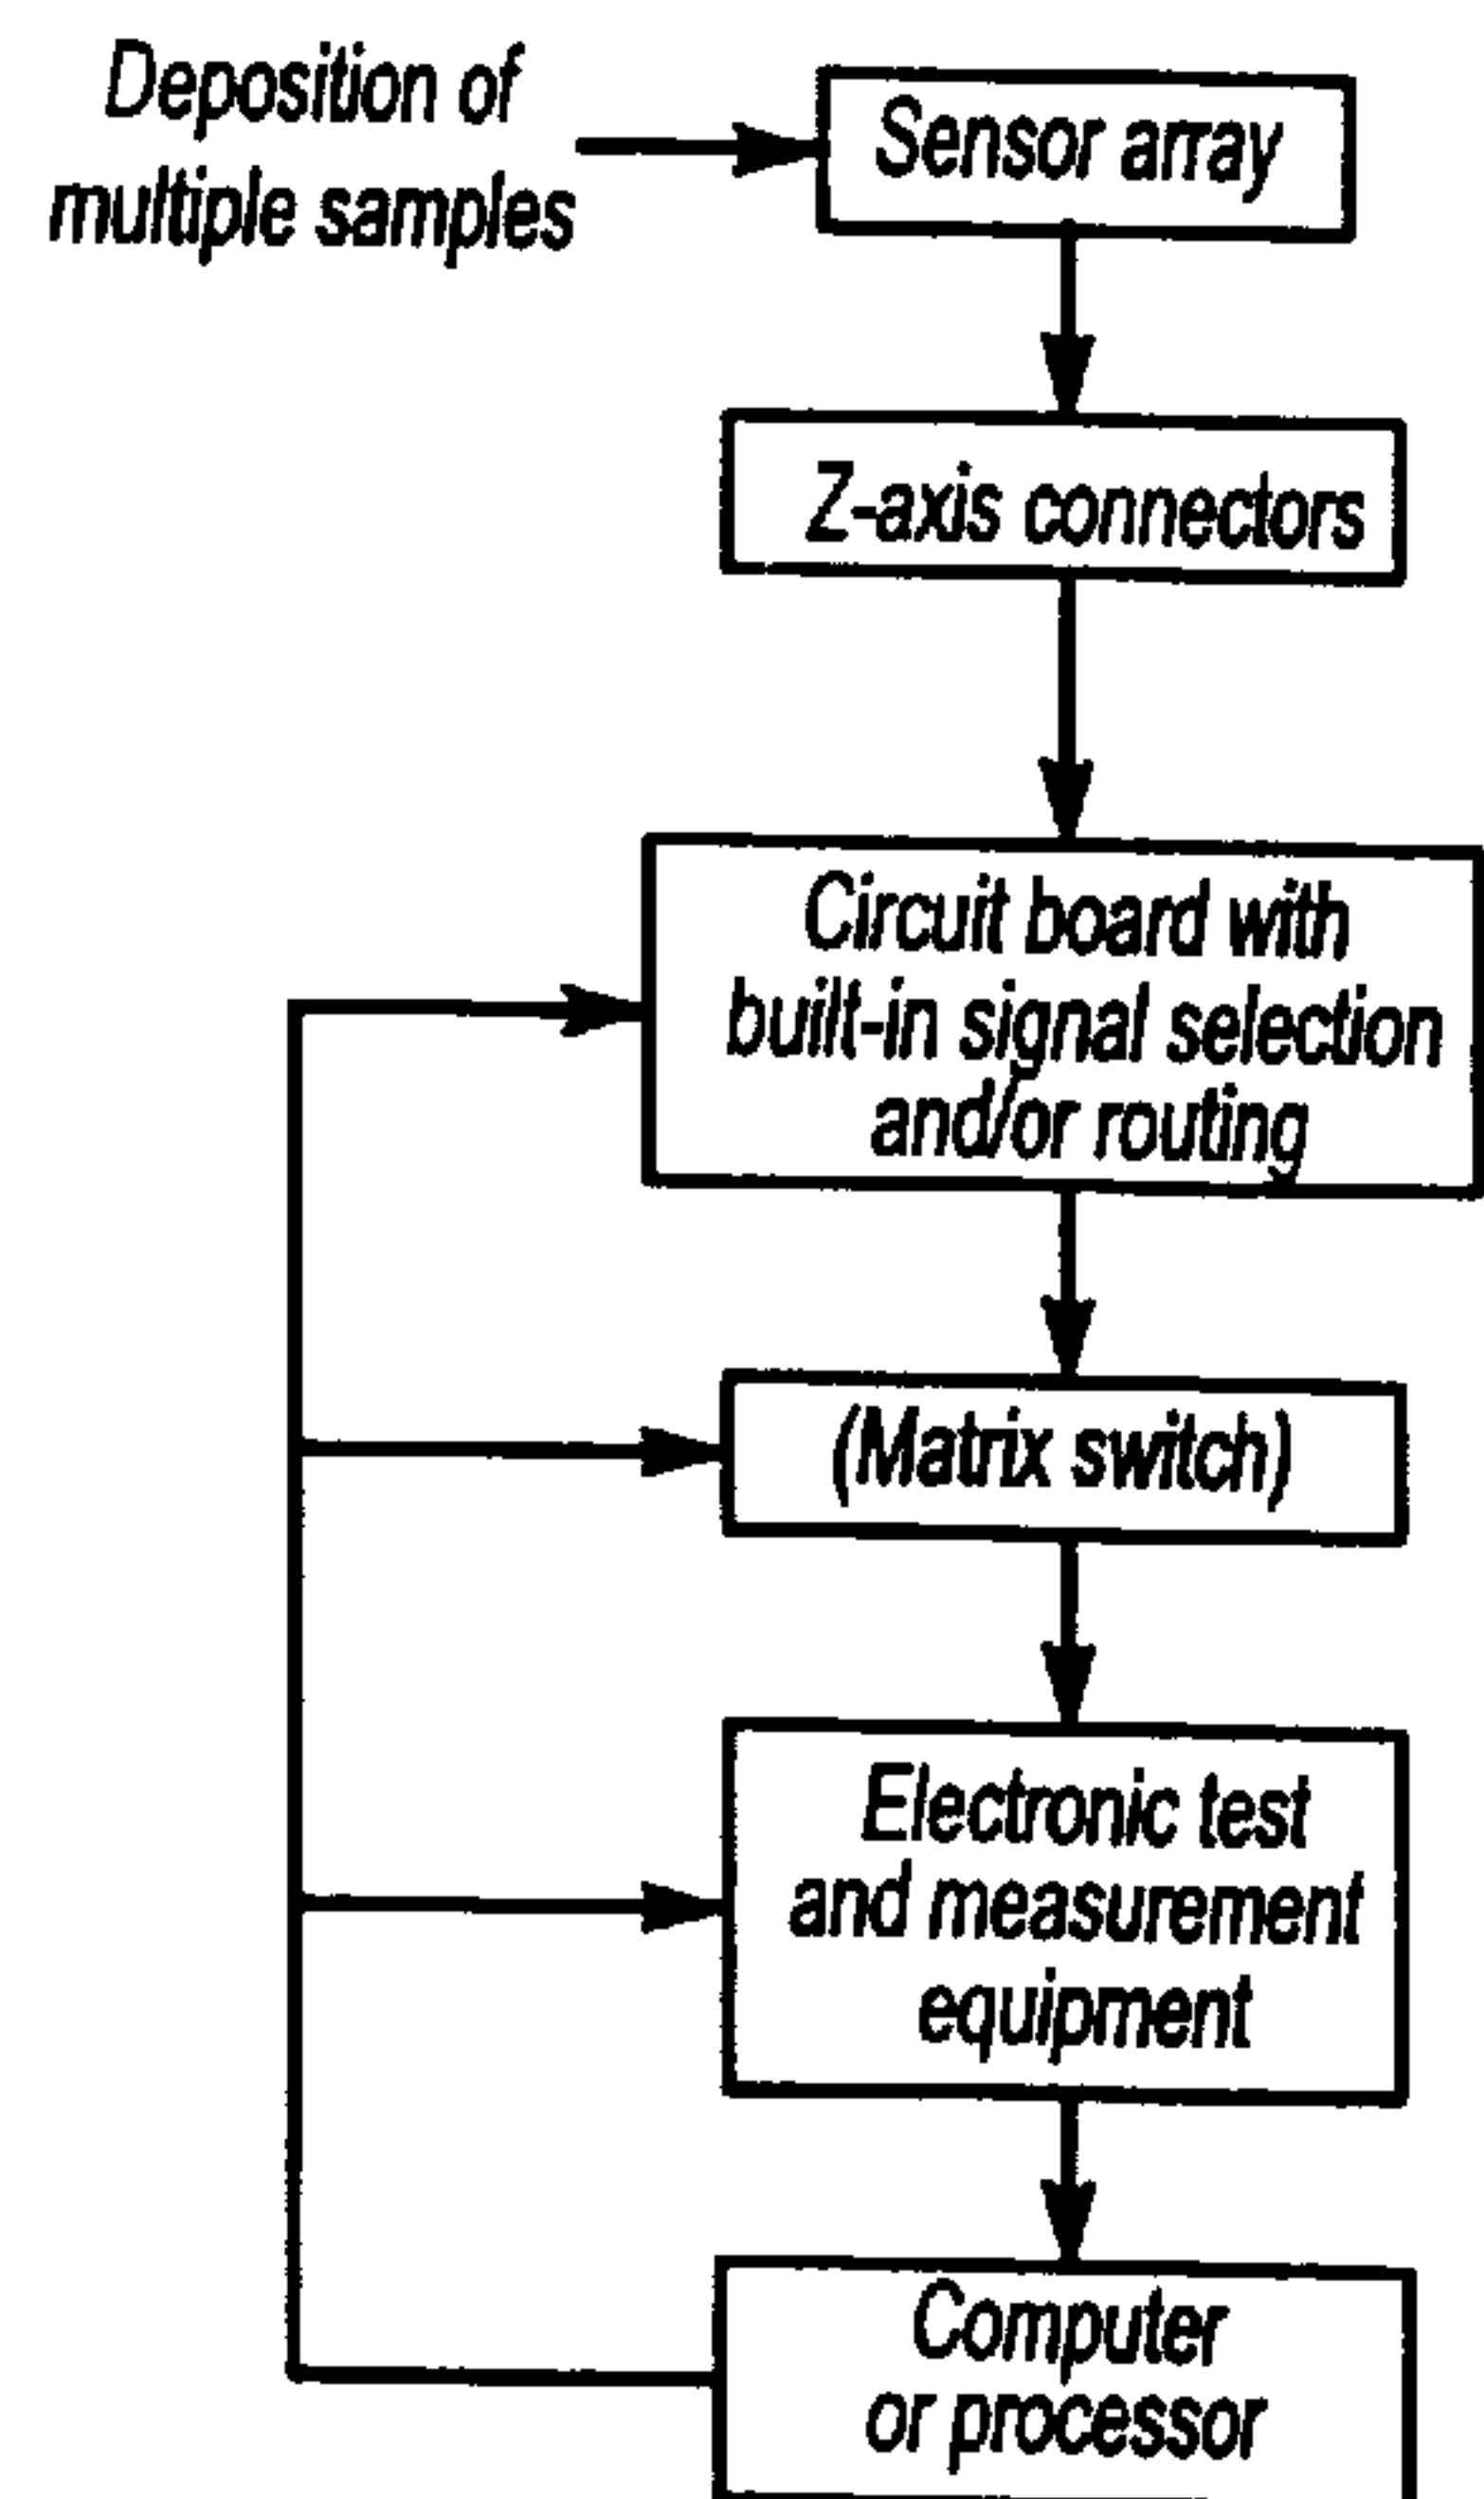 Deposition of
multiple samples
Sensor array
Z-axis connectors
Circuit board with
built-in signal selection
and/or routing
(Matrix switch)
Electronic test
and measurement
equipment
Computer
or processor